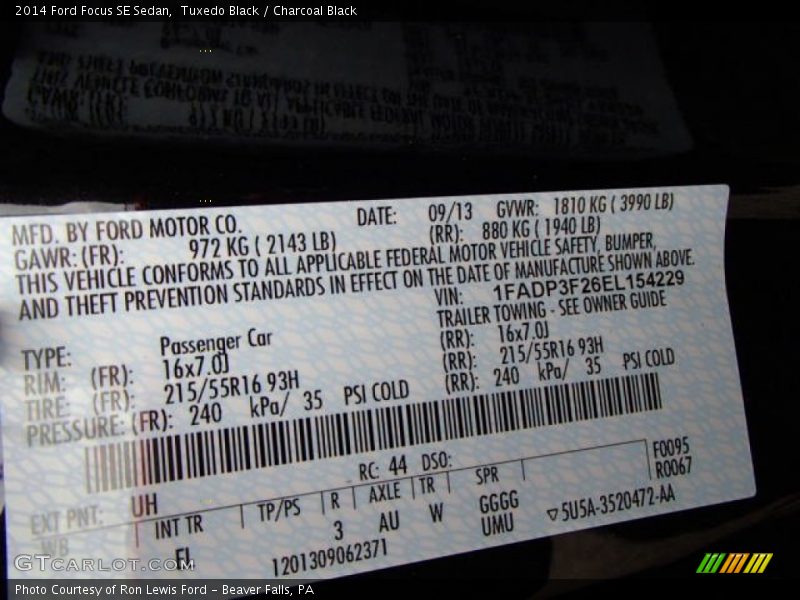 2014 Ford Focus SE Sedan, Tuxedo Black / Charcoal Black
MFD. BY FORD MOTOR CO. DATE: 09/13 GVWR: 1810 KG ( 3990 LB)
GAWR: (FR): 972 KG ( 2143 LB) (RR): 880 KG ( 1940 LB)
THIS VEHICLE CONFORMS TO ALL APPLICABLE FEDERAL MOTOR VEHICLE SAFETY, BUMPER,
AND THEFT PREVENTION STANDARDS IN EFFECT ON THE DATE OF MANUFACTURE SHOWN ABOVE.
VIN: 1FADP3F26EL154229
TRAILER TOWING - SEE OWNER GUIDE
TYPE: Passenger Car
RIM: (FR): 16x7.0J (RR): 16x7.0J
TIRE: (FR): 215/55R16 93H (RR): 215/55R16 93H
PRESSURE: (FR): 240 kPa/ 35 PSI COLD (RR): 240 kPa/ 35 PSI COLD
RC: 44 DSO: F0095
EXT PNT: UH R0067
INT TR TP/PS R AXLE TR SPR
WB FL 3 AU W GGGG ▽5U5A-3520472-AA
1201309062371 UMU
GTCARLOT.COM
Photo Courtesy of Ron Lewis Ford - Beaver Falls, PA